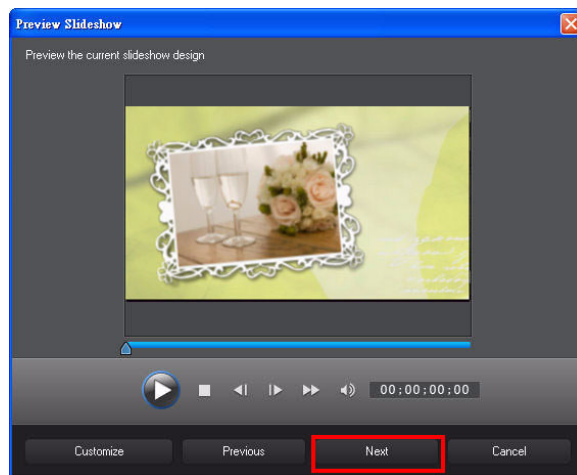 Preview Slideshow
Preview the current slideshow design
00;00;00;00
Customize Previous Next Cancel